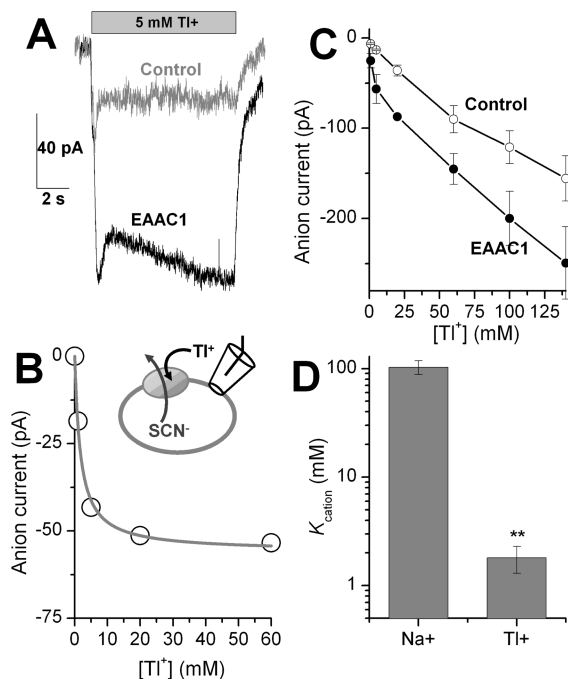 A
5 mM Tl+
Control
40 pA
2 s
EAAC1
B
Anion current (pA)
0
-25
-50
-75
Tl⁺
SCN⁻
0 10 20 30 40 50 60
[Tl⁺] (mM)
C
Anion current (pA)
0
-100
-200
Control
EAAC1
0 25 50 75 100 125
[Tl⁺] (mM)
D
K cation (mM)
100
10
1
**
Na+ Tl+